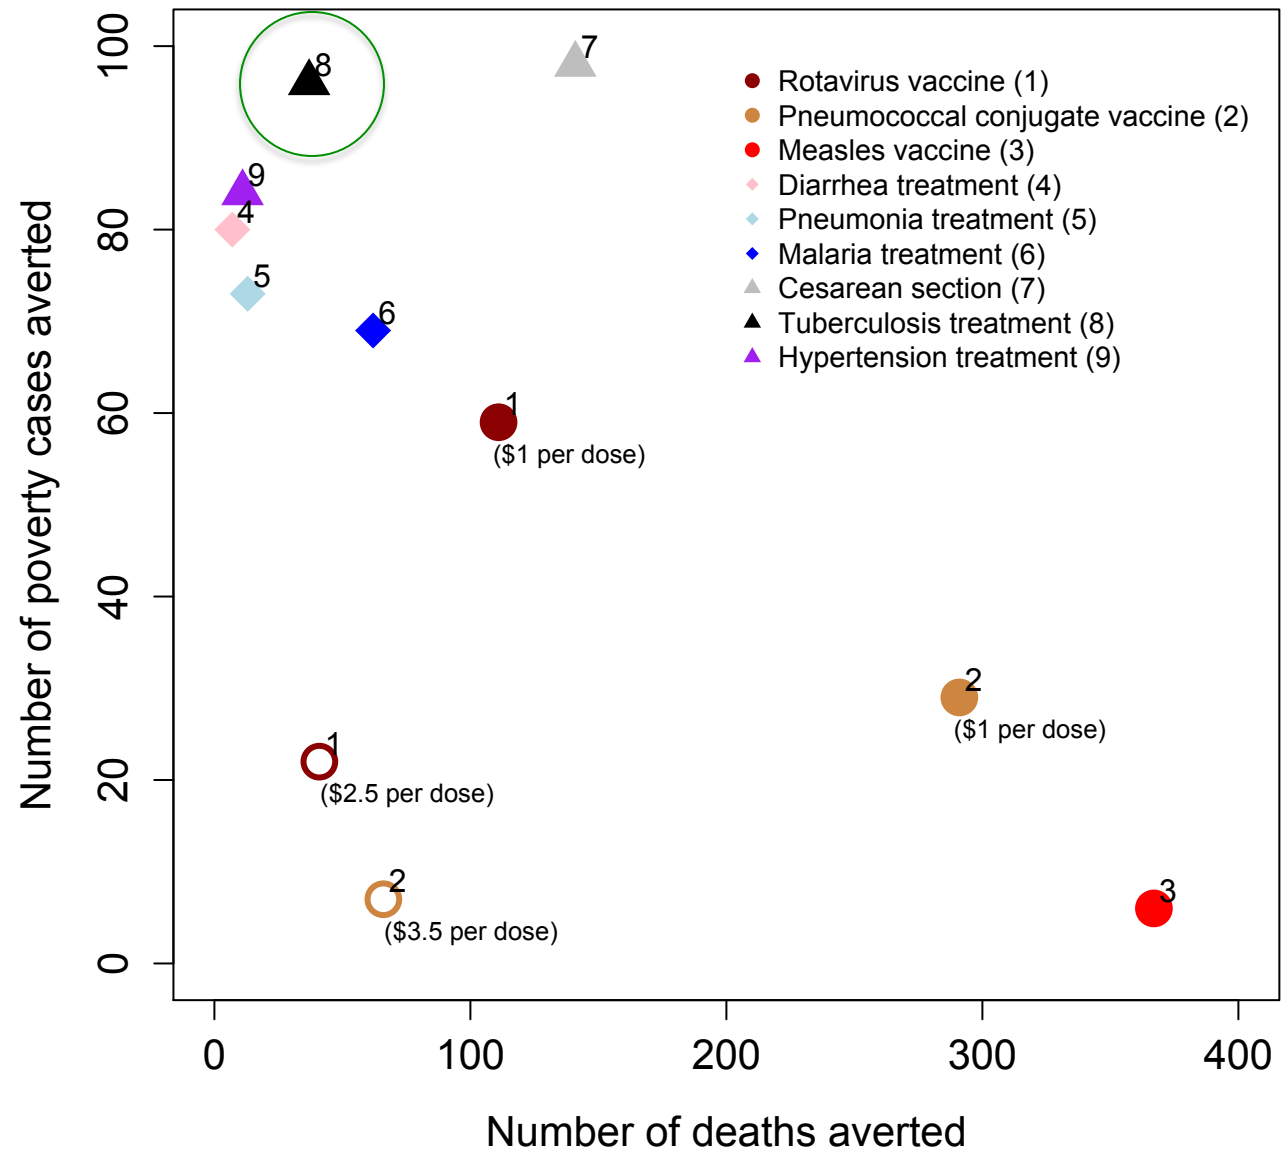 100
80
60
40
20
0
Number of poverty cases averted
8
7
9
4
5
6
1
($1 per dose)
2
($1 per dose)
1
($2.5 per dose)
2
($3.5 per dose)
3
Rotavirus vaccine (1)
Pneumococcal conjugate vaccine (2)
Measles vaccine (3)
Diarrhea treatment (4)
Pneumonia treatment (5)
Malaria treatment (6)
Cesarean section (7)
Tuberculosis treatment (8)
Hypertension treatment (9)
0 100 200 300 400
Number of deaths averted